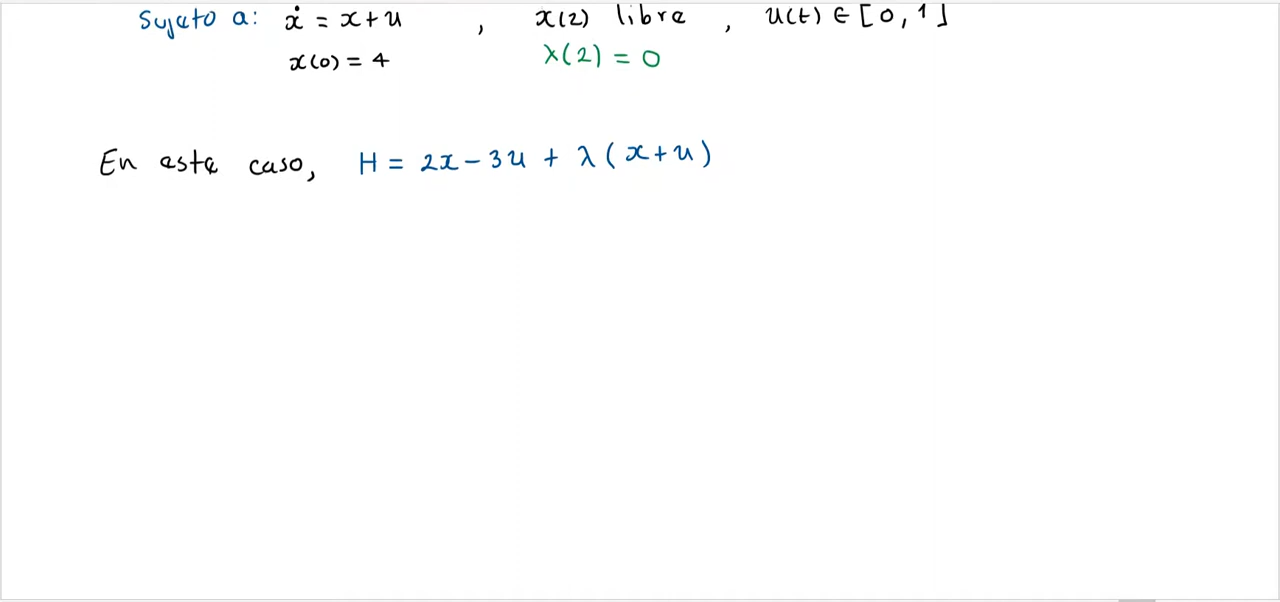 Sujeto a: ẋ = x + u , x(2) libre , u(t) ∈ [0, 1]
x(0) = 4 λ(2) = 0
En este caso, H = 2x - 3u + λ(x + u)